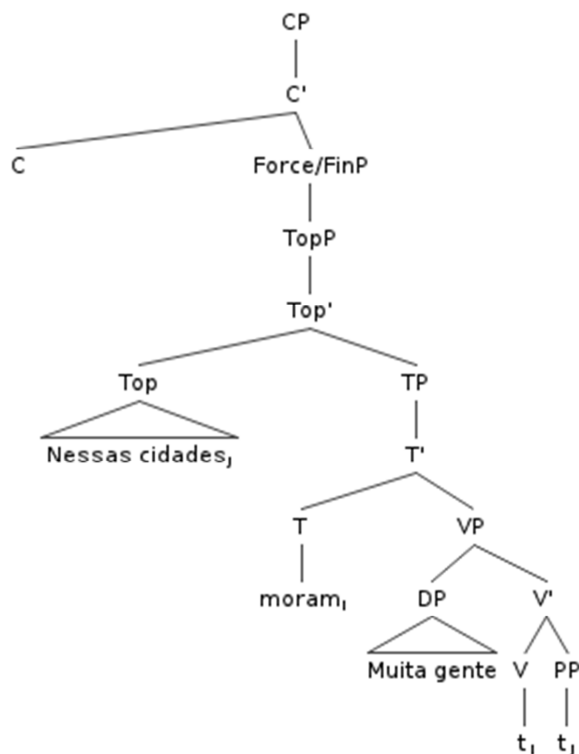 CP
C'
C Force/FinP
TopP
Top'
Top TP
Nessas cidadesⱼ T'
T VP
moramᵢ DP V'
Muita gente V PP
tᵢ tⱼ